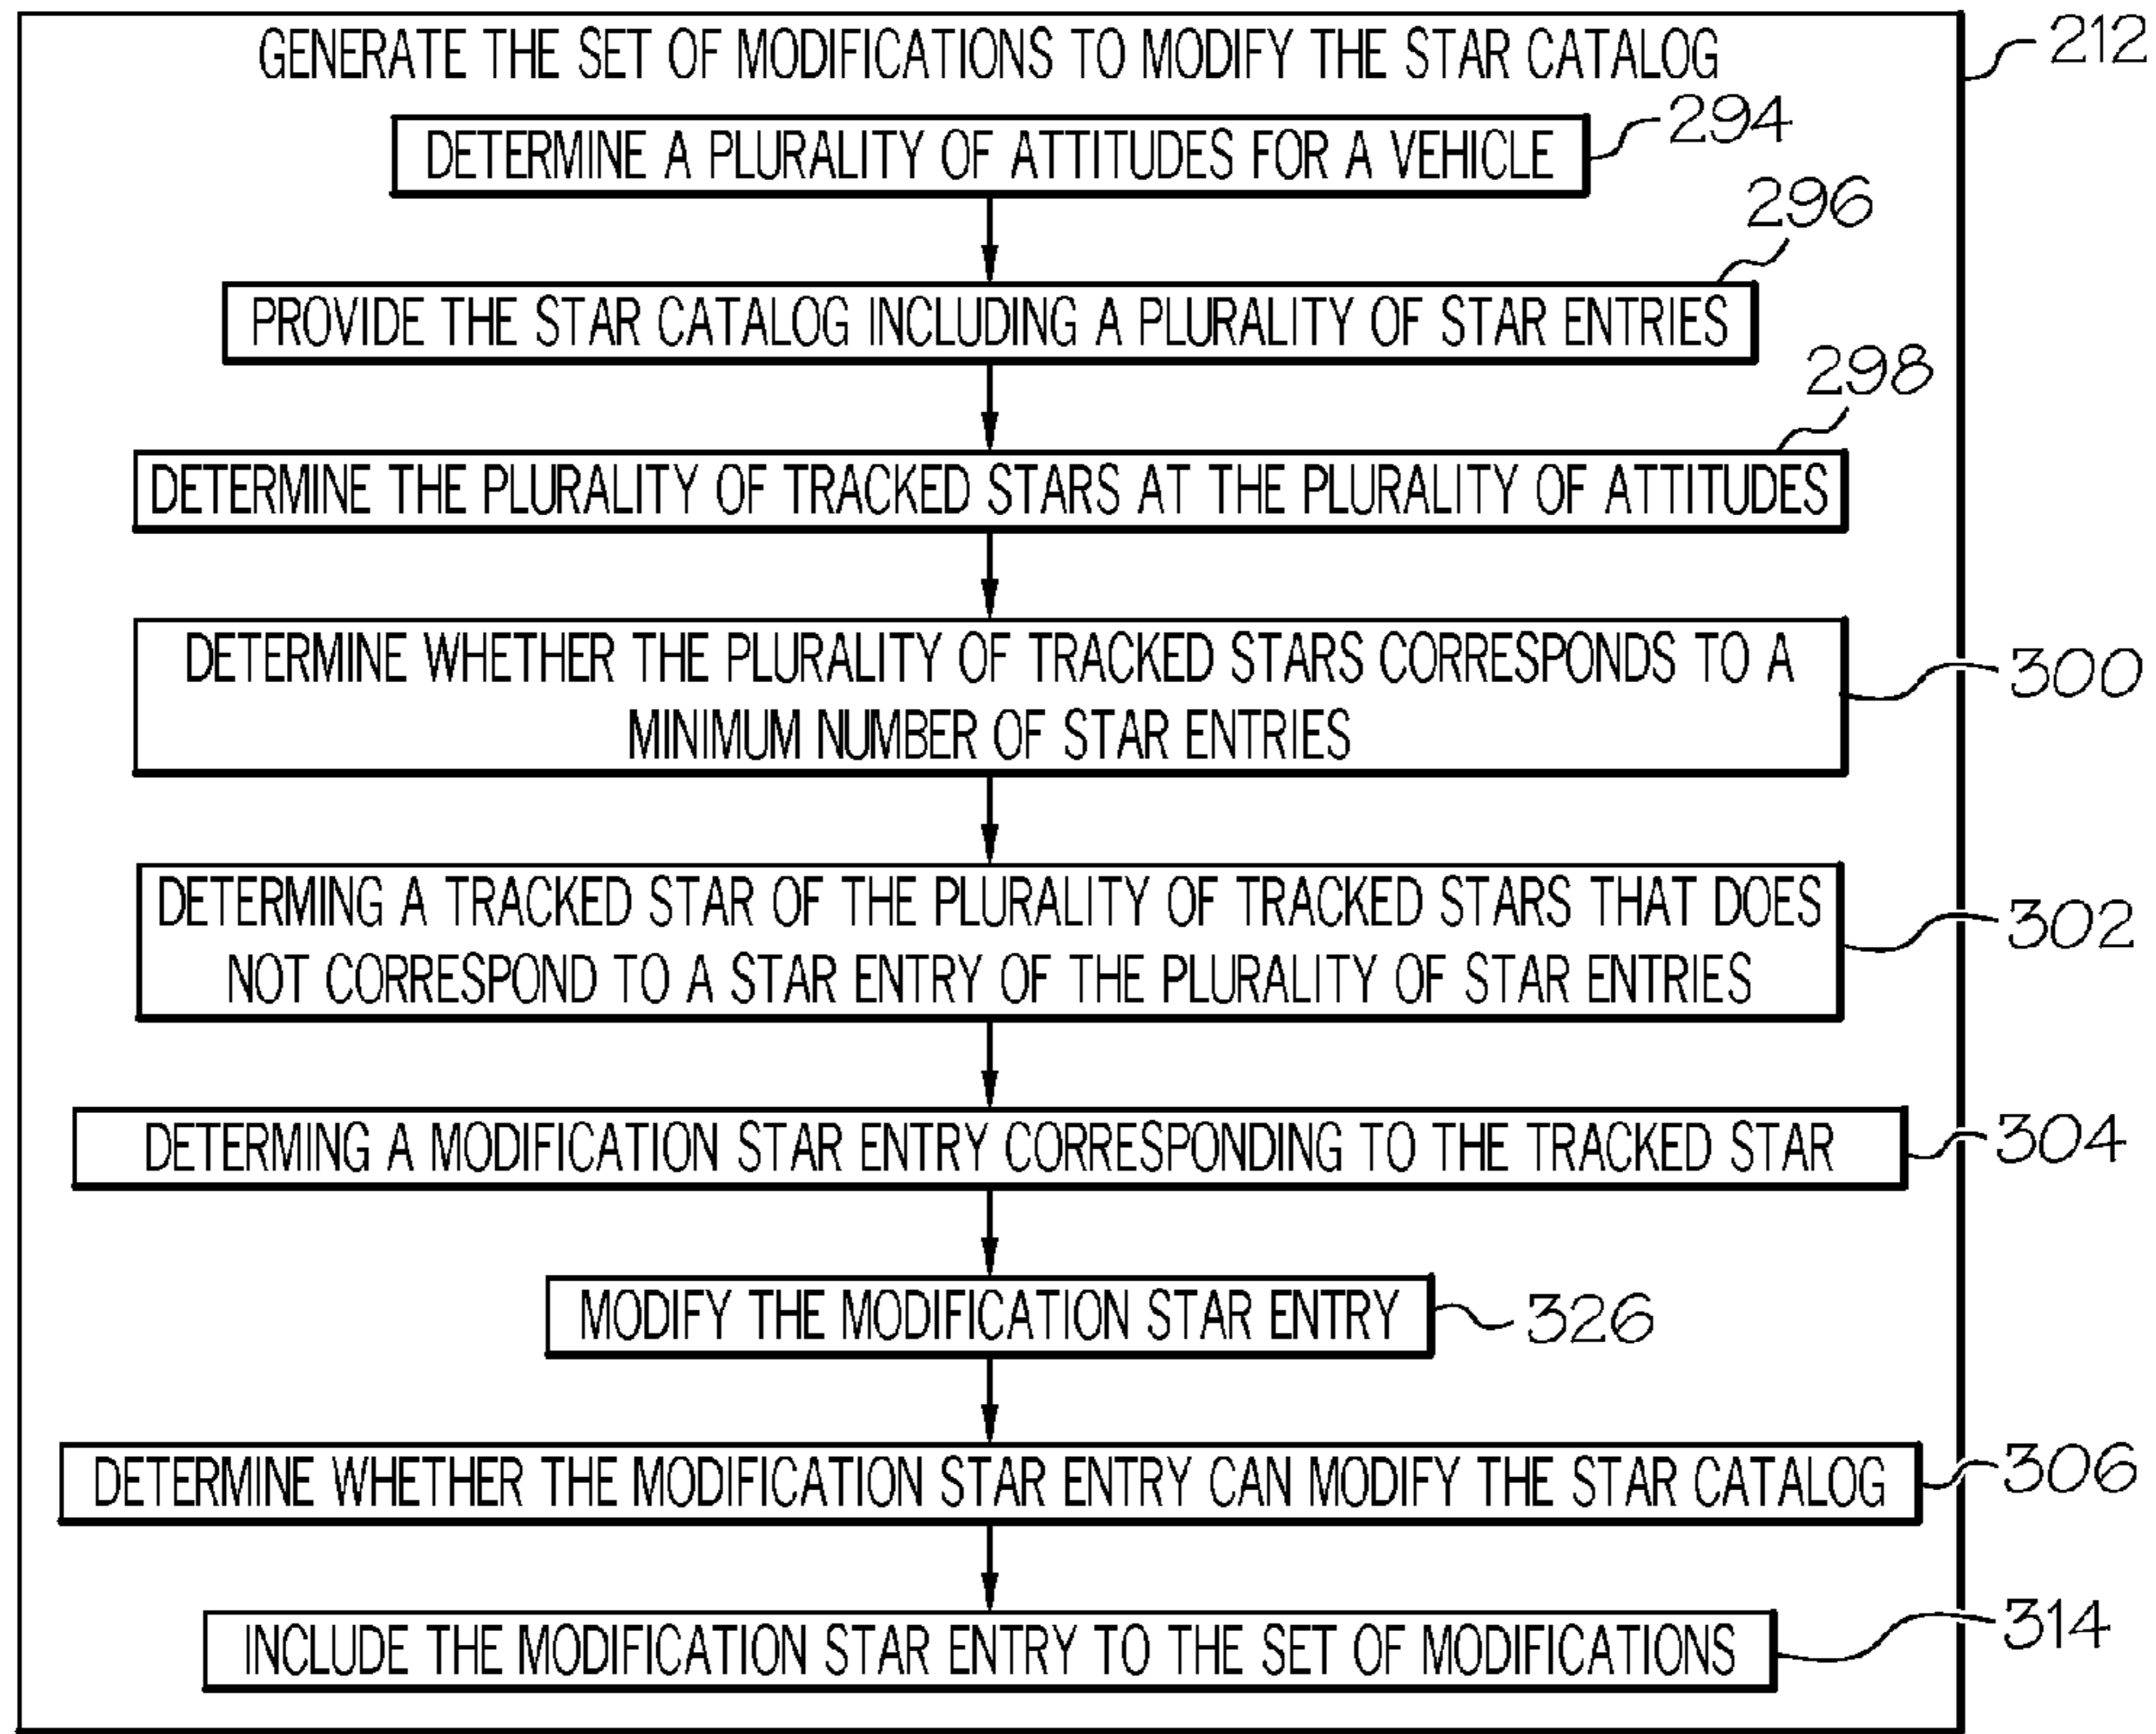 GENERATE THE SET OF MODIFICATIONS TO MODIFY THE STAR CATALOG
212
DETERMINE A PLURALITY OF ATTITUDES FOR A VEHICLE
294
296
PROVIDE THE STAR CATALOG INCLUDING A PLURALITY OF STAR ENTRIES
298
DETERMINE THE PLURALITY OF TRACKED STARS AT THE PLURALITY OF ATTITUDES
DETERMINE WHETHER THE PLURALITY OF TRACKED STARS CORRESPONDS TO A
MINIMUM NUMBER OF STAR ENTRIES
300
DETERMING A TRACKED STAR OF THE PLURALITY OF TRACKED STARS THAT DOES
NOT CORRESPOND TO A STAR ENTRY OF THE PLURALITY OF STAR ENTRIES
302
DETERMING A MODIFICATION STAR ENTRY CORRESPONDING TO THE TRACKED STAR
304
MODIFY THE MODIFICATION STAR ENTRY
326
DETERMINE WHETHER THE MODIFICATION STAR ENTRY CAN MODIFY THE STAR CATALOG
306
INCLUDE THE MODIFICATION STAR ENTRY TO THE SET OF MODIFICATIONS
314